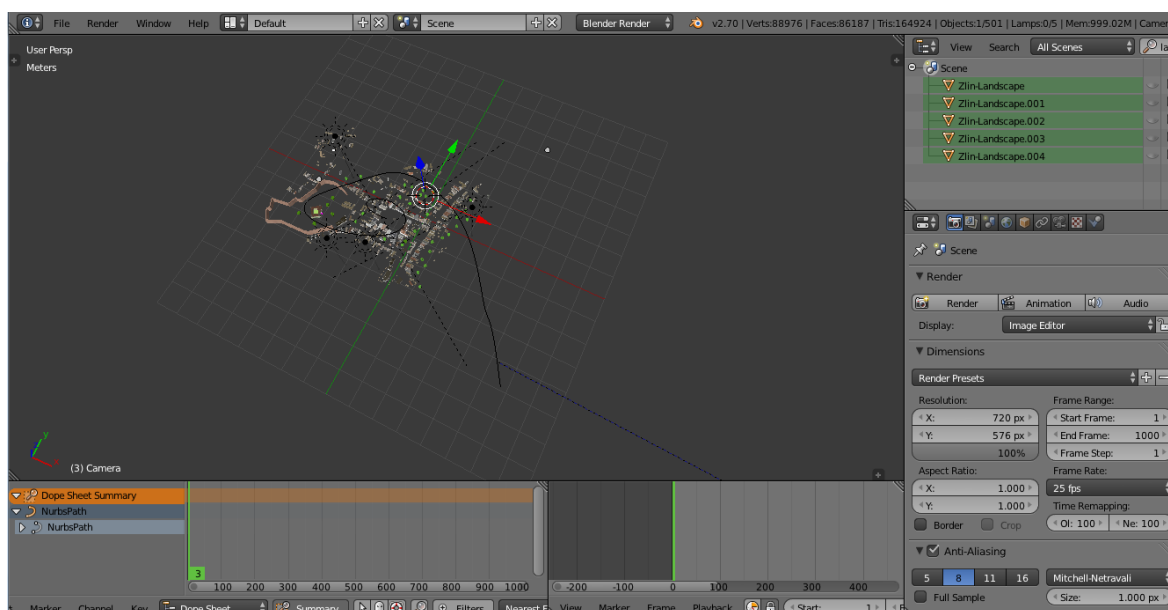 File Render Window Help Default Scene Blender Render v2.70 | Verts:88976 | Faces:86187 | Tris:164924 | Objects:1/501 | Lamps:0/5 | Mem:999.02M | Camer
User Persp
Meters
(3) Camera
View Search All Scenes la
Scene
Zlin-Landscape
Zlin-Landscape.001
Zlin-Landscape.002
Zlin-Landscape.003
Zlin-Landscape.004
Scene
Render
Render Animation Audio
Display: Image Editor
Dimensions
Render Presets
Resolution: Frame Range:
X: 720 px Start Frame: 1
Y: 576 px End Frame: 1000
100% Frame Step: 1
Aspect Ratio: Frame Rate:
X: 1.000 25 fps
Y: 1.000 Time Remapping:
Border Crop Ol: 100 Ne: 100
Anti-Aliasing
5 8 11 16 Mitchell-Netravali
Full Sample Size: 1.000 px
Dope Sheet Summary
NurbsPath
NurbsPath
3
100 200 300 400 500 600 700 800 900 1000
-200 -100 0 100 200 300 400
Marker Channel Key Dope Sheet Summary Filters Nearest F
View Marker Frame Playback Start: 1